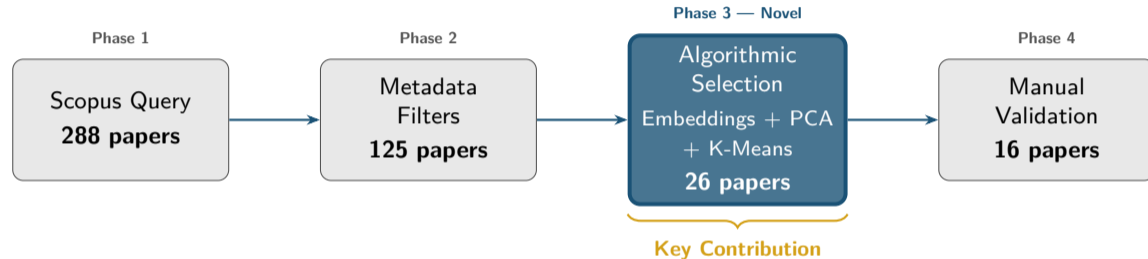 Phase 1
Scopus Query
288 papers
Phase 2
Metadata
Filters
125 papers
Phase 3 — Novel
Algorithmic
Selection
Embeddings + PCA
+ K-Means
26 papers
Key Contribution
Phase 4
Manual
Validation
16 papers